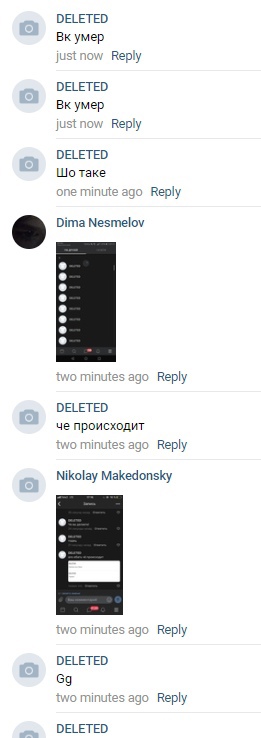 DELETED
Вк умер
just now Reply
DELETED
Вк умер
just now Reply
DELETED
Шо таке
one minute ago Reply
Dima Nesmelov
two minutes ago Reply
DELETED
че происходит
two minutes ago Reply
Nikolay Makedonsky
two minutes ago Reply
DELETED
Gg
two minutes ago Reply
DELETED